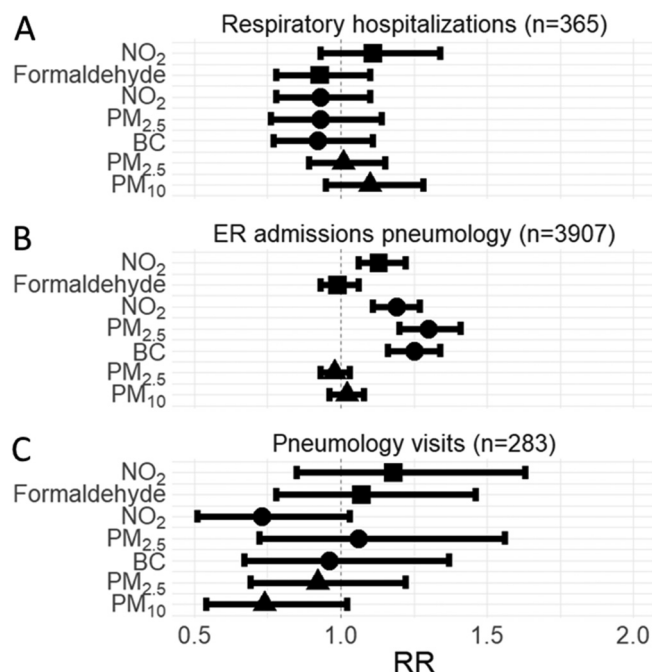 A
Respiratory hospitalizations (n=365)
NO₂
Formaldehyde
NO₂
PM₂.₅
BC
PM₂.₅
PM₁₀
B
ER admissions pneumology (n=3907)
NO₂
Formaldehyde
NO₂
PM₂.₅
BC
PM₂.₅
PM₁₀
C
Pneumology visits (n=283)
NO₂
Formaldehyde
NO₂
PM₂.₅
BC
PM₂.₅
PM₁₀
0.5 1.0 1.5 2.0
RR